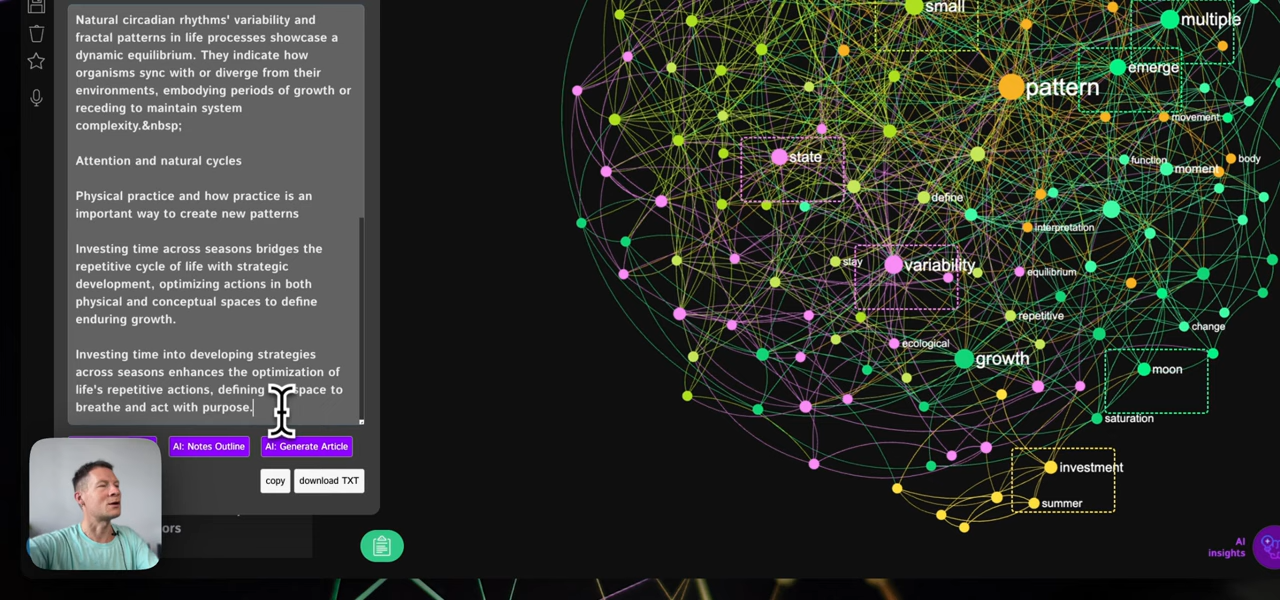 Natural circadian rhythms' variability and
fractal patterns in life processes showcase a
dynamic equilibrium. They indicate how
organisms sync with or diverge from their
environments, embodying periods of growth or
receding to maintain system
complexity.&nbsp;
Attention and natural cycles
Physical practice and how practice is an
important way to create new patterns
Investing time across seasons bridges the
repetitive cycle of life with strategic
development, optimizing actions in both
physical and conceptual spaces to define
enduring growth.
Investing time into developing strategies
across seasons enhances the optimization of
life's repetitive actions, defining space to
breathe and act with purpose.
AI: Notes Outline
AI: Generate Article
copy
download TXT
ors
small
multiple
emerge
pattern
movement
state
function
body
moment
define
interpretation
stay
variability
equilibrium
repetitive
change
ecological
growth
moon
saturation
investment
summer
AI
insights